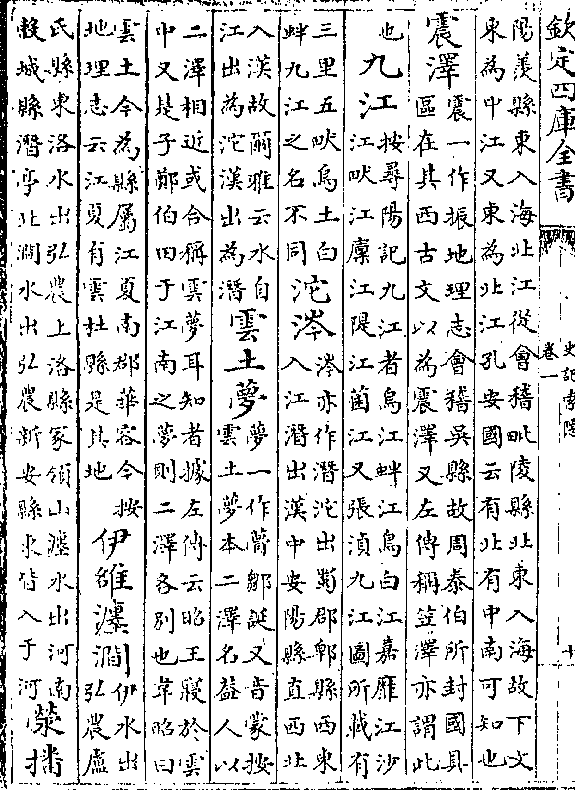 欽定四庫全書
史記索隱
卷一
十
陽羨縣東入海北江從會稽毗陵縣北東入海故下文
東為中江又東為北江孔安國云有北有中南可知也
震澤
震一作振地理志會稽吳縣故周泰伯所封國具
區在其西古文以為震澤又左傳稱笠澤亦謂此
也
九江
按尋陽記九江者烏江蚌江烏白江嘉雁江沙
江畎江廩江隄江箘江又張湞九江圖所載有
三里五畎烏土白
蚌九江之名不同
沱涔
涔亦作潛沱出蜀郡郫縣西東
入江潛出漢中安陽縣直西北
入漢故爾雅云水自
江出為沱漢出為潛
雲土夢
夢一作瞢鄒誕又音蒙按
雲土夢本二澤名益人以
二澤相近或合稱雲夢耳知者據左傳云昭王寢於雲
中又楚子鄭伯田于江南之夢則二澤各別也韋昭曰
雲土今為縣屬江夏南郡華容今按
地理志云江夏有雲杜縣是其地
伊雒瀍澗
伊水出
弘農盧
氏縣東洛水出弘農上洛縣冢領山瀍水出河南
穀城縣潛亭北澗水出弘農新安縣東皆入于河
滎播